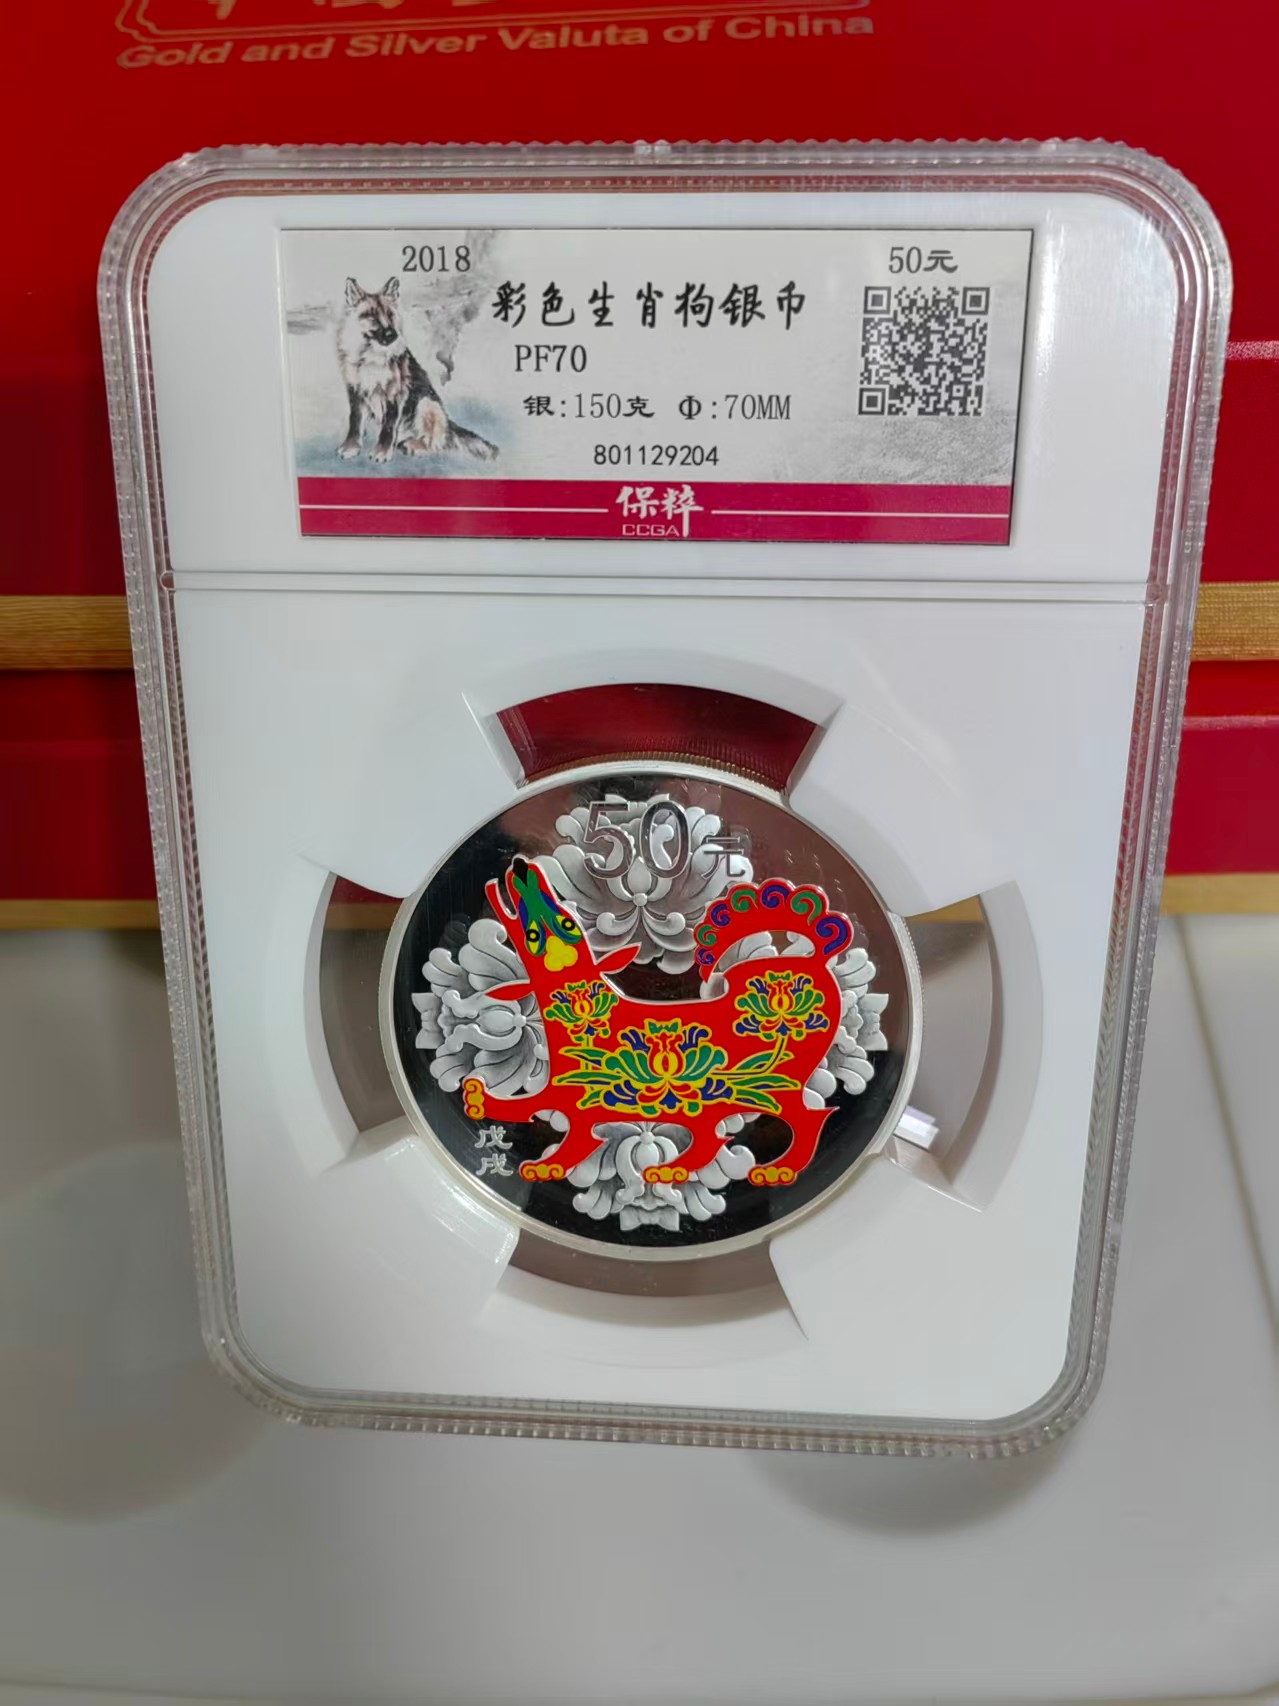 Gold and Silver Valuta of China
2018
50元
彩色生肖狗银币
PF70
银:150克 Φ:70MM
801129204
保粹
CCGA
50元
戊
戌